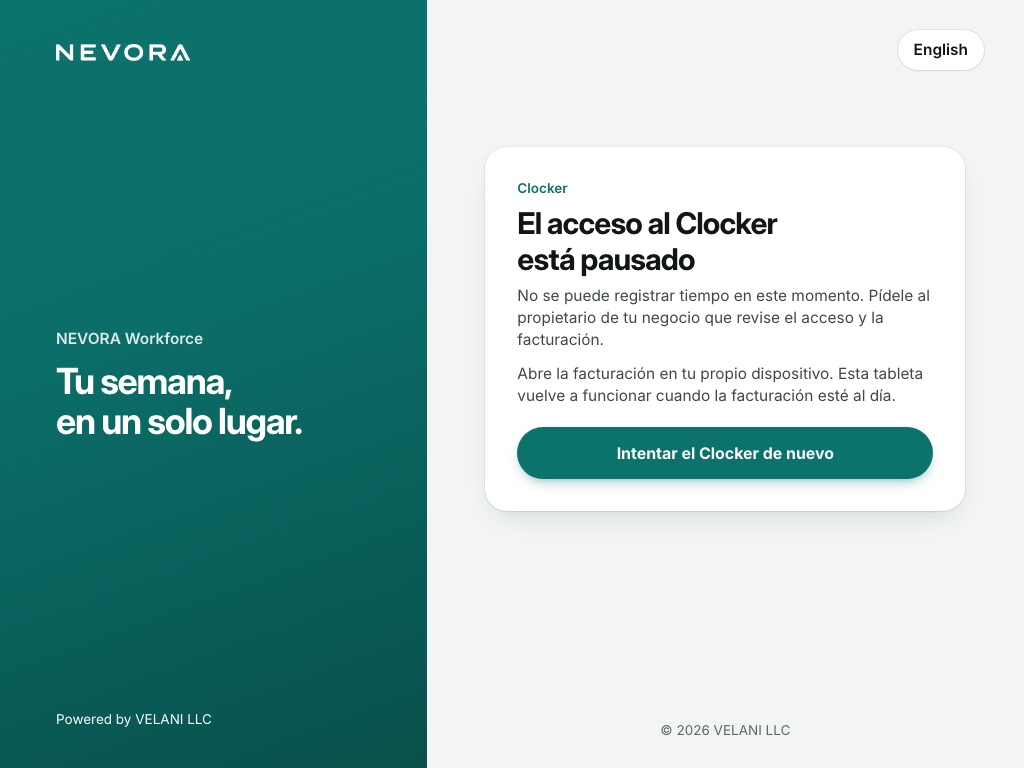 NEVORA
English
NEVORA Workforce
Tu semana,
en un solo lugar.
Powered by VELANI LLC
Clocker
El acceso al Clocker
está pausado
No se puede registrar tiempo en este momento. Pídele al
propietario de tu negocio que revise el acceso y la
facturación.
Abre la facturación en tu propio dispositivo. Esta tableta
vuelve a funcionar cuando la facturación esté al día.
Intentar el Clocker de nuevo
© 2026 VELANI LLC